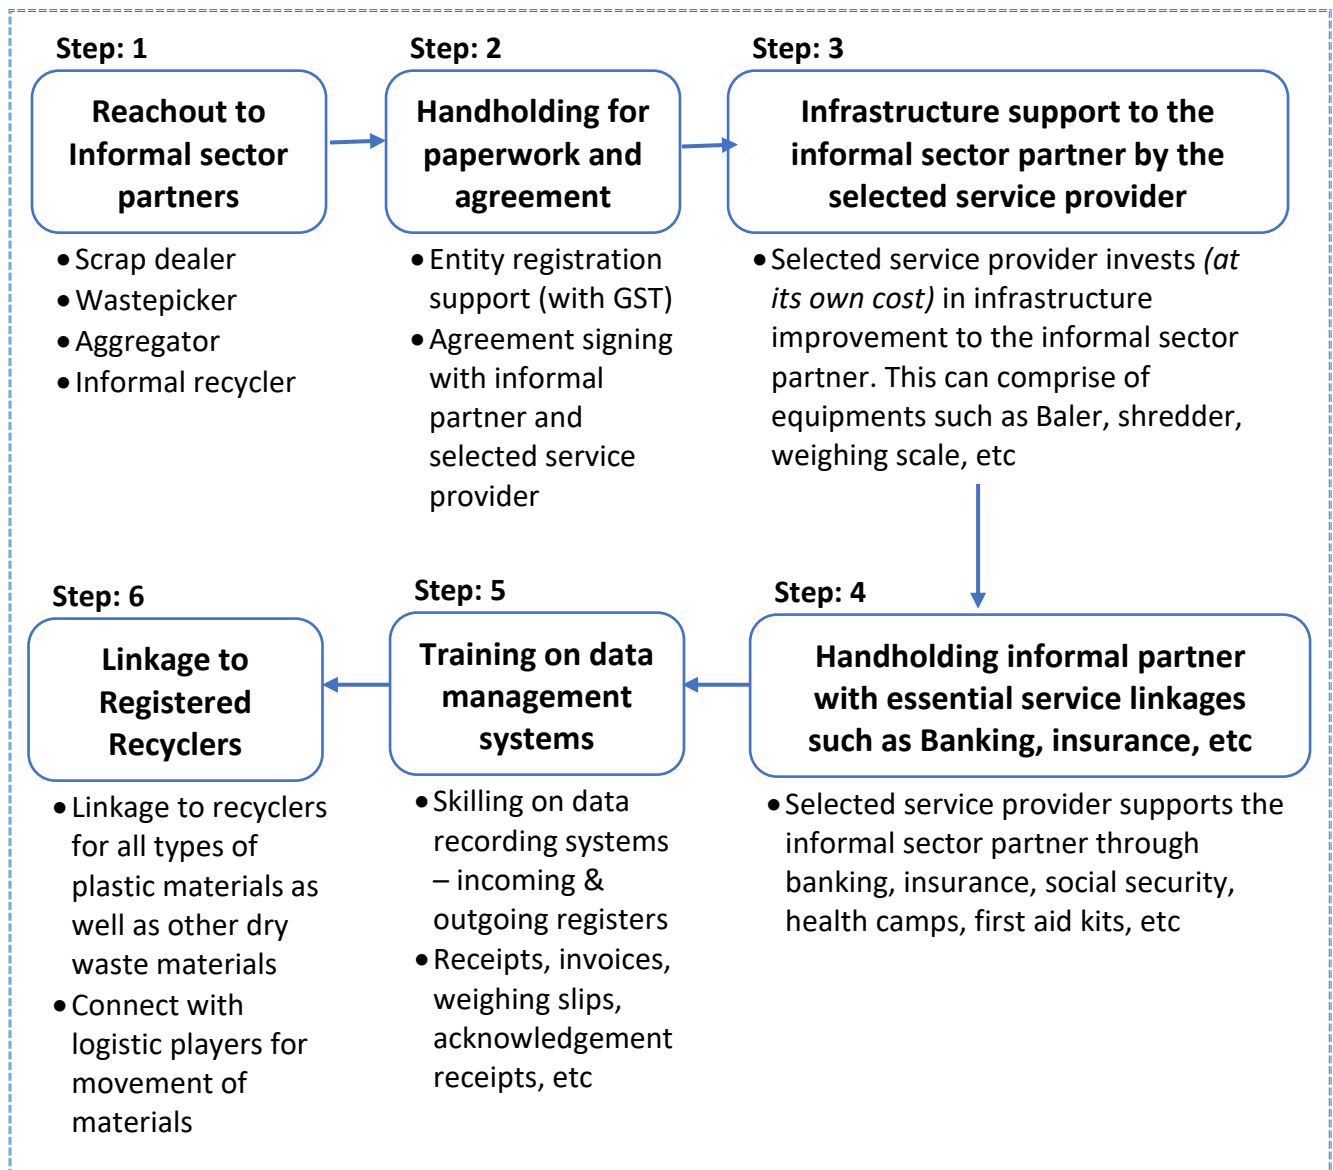 Step: 1
Reachout to
Informal sector
partners
• Scrap dealer
• Wastepicker
• Aggregator
• Informal recycler
Step: 2
Handholding for
paperwork and
agreement
• Entity registration
support (with GST)
• Agreement signing
with informal
partner and
selected service
provider
Step: 3
Infrastructure support to the
informal sector partner by the
selected service provider
• Selected service provider invests (at
its own cost) in infrastructure
improvement to the informal sector
partner. This can comprise of
equipments such as Baler, shredder,
weighing scale, etc
Step: 4
Handholding informal partner
with essential service linkages
such as Banking, insurance, etc
• Selected service provider supports the
informal sector partner through
banking, insurance, social security,
health camps, first aid kits, etc
Step: 5
Training on data
management
systems
• Skilling on data
recording systems
– incoming &
outgoing registers
• Receipts, invoices,
weighing slips,
acknowledgement
receipts, etc
Step: 6
Linkage to
Registered
Recyclers
• Linkage to recyclers
for all types of
plastic materials as
well as other dry
waste materials
• Connect with
logistic players for
movement of
materials